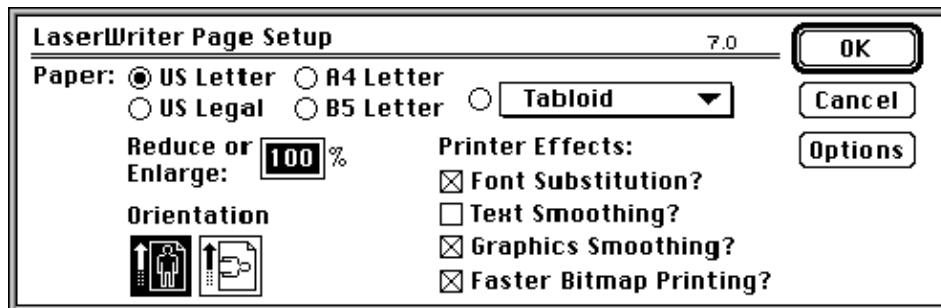 LaserWriter Page Setup 7.0 OK
Paper: US Letter A4 Letter
US Legal B5 Letter Tabloid Cancel
Reduce or 100 % Printer Effects: Options
Enlarge:
Font Substitution?
Orientation Text Smoothing?
Graphics Smoothing?
Faster Bitmap Printing?